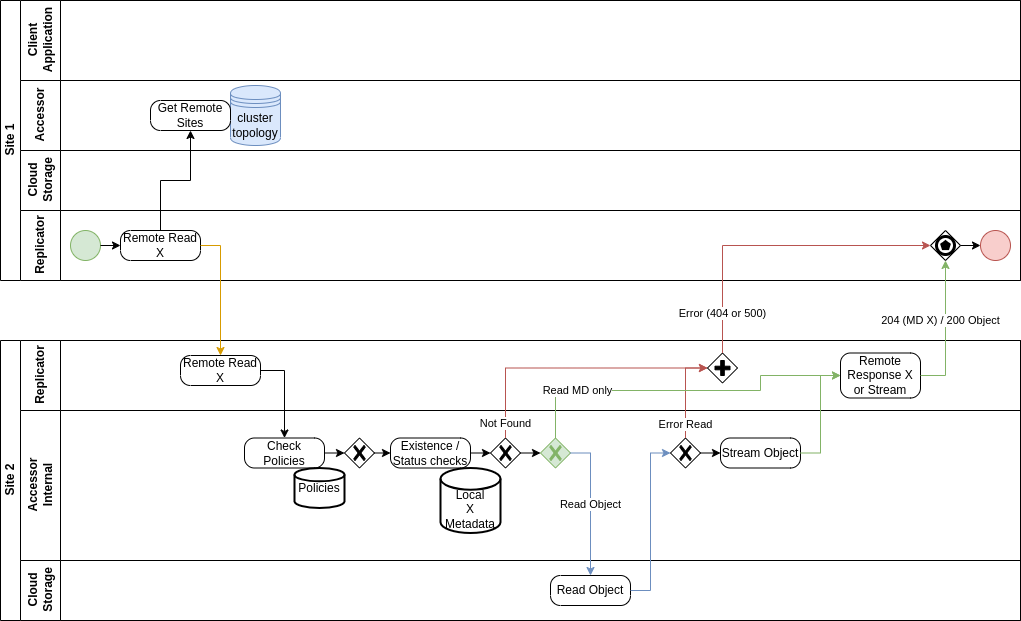 Site 1
Client
Application
Accessor
Get Remote
Sites
cluster
topology
Cloud
Storage
Replicator
Remote Read
X
Error (404 or 500)
204 (MD X) / 200 Object
Site 2
Replicator
Remote Read
X
Read MD only
Remote
Response X
or Stream
Accessor
Internal
Check
Policies
Policies
Existence /
Status checks
Local
X
Metadata
Not Found
Read Object
Error Read
Stream Object
Cloud
Storage
Read Object